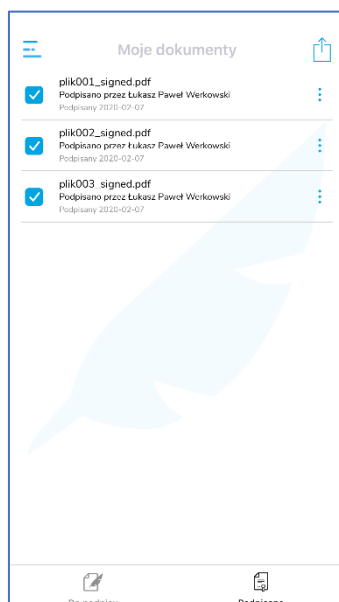 Moje dokumenty
plik001_signed.pdf
Podpisano przez Łukasz Paweł Werkowski
Podpisany 2020-02-07
plik002_signed.pdf
Podpisano przez Łukasz Paweł Werkowski
Podpisany 2020-02-07
plik003_signed.pdf
Podpisano przez Łukasz Paweł Werkowski
Podpisany 2020-02-07